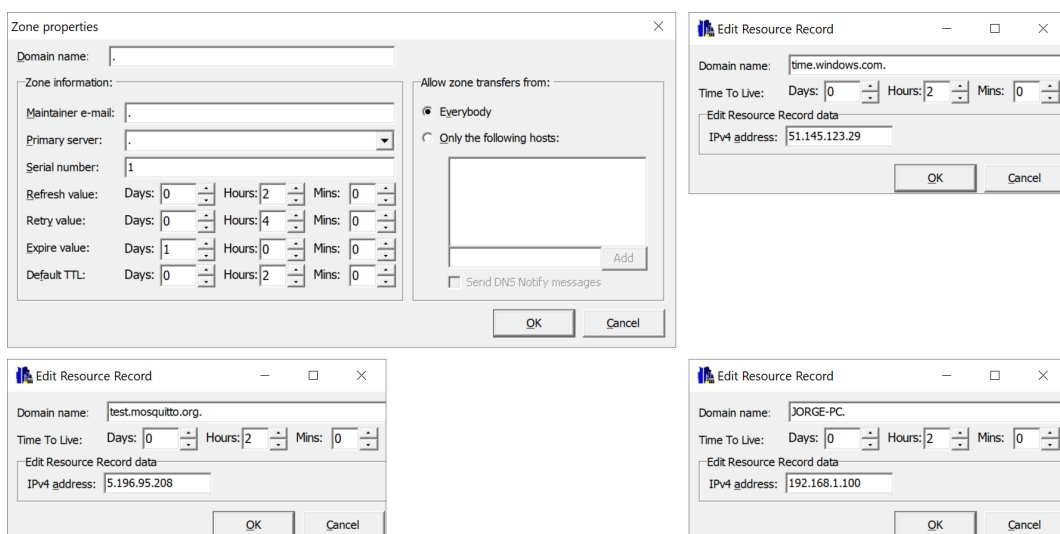 Zone properties
Domain name: .
Zone information:
Maintainer e-mail: .
Primary server: .
Serial number: 1
Refresh value: Days: 0 Hours: 2 Mins: 0
Retry value: Days: 0 Hours: 4 Mins: 0
Expire value: Days: 1 Hours: 0 Mins: 0
Default TTL: Days: 0 Hours: 2 Mins: 0
Allow zone transfers from:
Everybody
Only the following hosts:
Add
Send DNS Notify messages
OK Cancel
Edit Resource Record
Domain name: time.windows.com.
Time To Live: Days: 0 Hours: 2 Mins: 0
Edit Resource Record data
IPv4 address: 51.145.123.29
OK Cancel
Edit Resource Record
Domain name: test.mosquitto.org.
Time To Live: Days: 0 Hours: 2 Mins: 0
Edit Resource Record data
IPv4 address: 5.196.95.208
OK Cancel
Edit Resource Record
Domain name: JORGE-PC.
Time To Live: Days: 0 Hours: 2 Mins: 0
Edit Resource Record data
IPv4 address: 192.168.1.100
OK Cancel